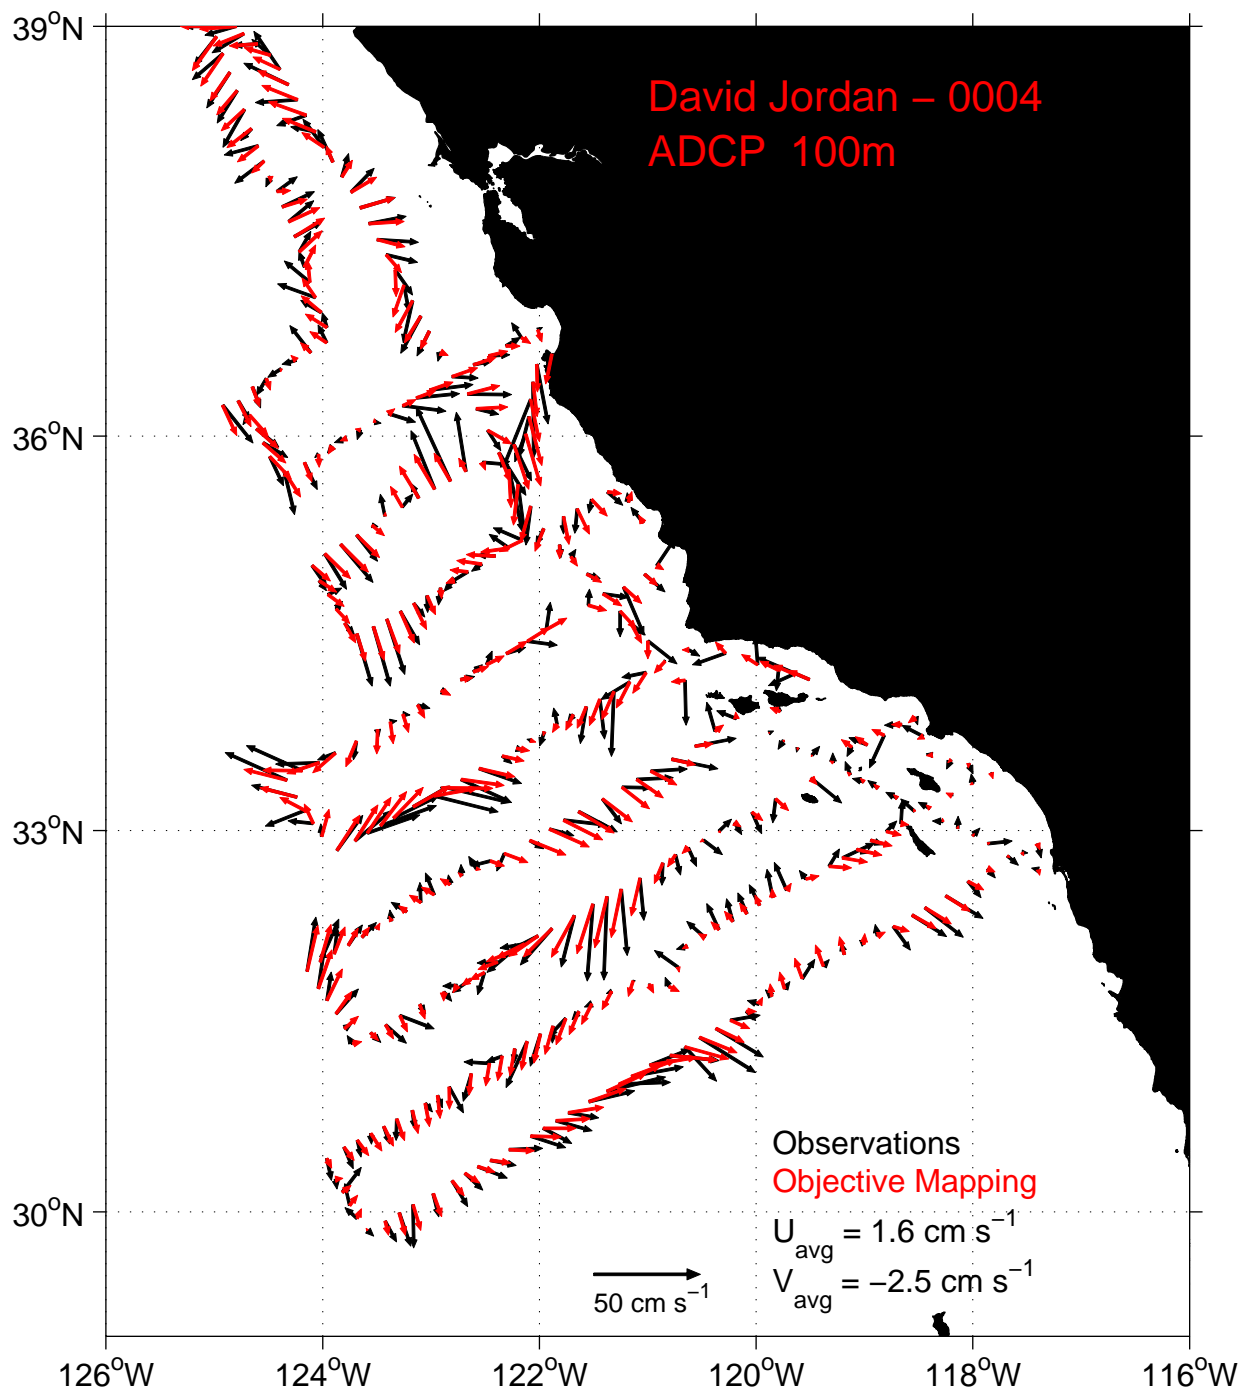 David Jordan – 0004
ADCP 100m
39°N
36°N
33°N
30°N
Observations
Objective Mapping
U_avg = 1.6 cm s⁻¹
V_avg = −2.5 cm s⁻¹
50 cm s⁻¹
126°W 124°W 122°W 120°W 118°W 116°W